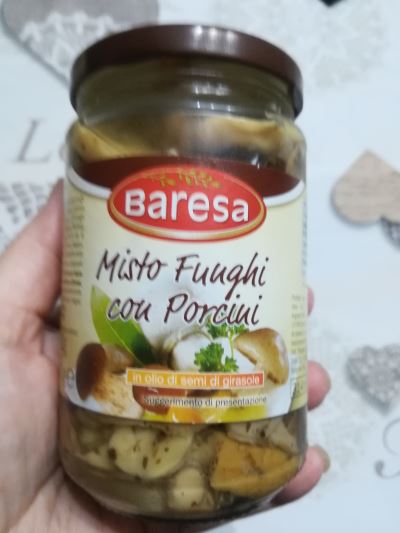 Baresa
Misto Funghi
con Porcini
in olio di semi di girasole
Suggerimento di presentazione